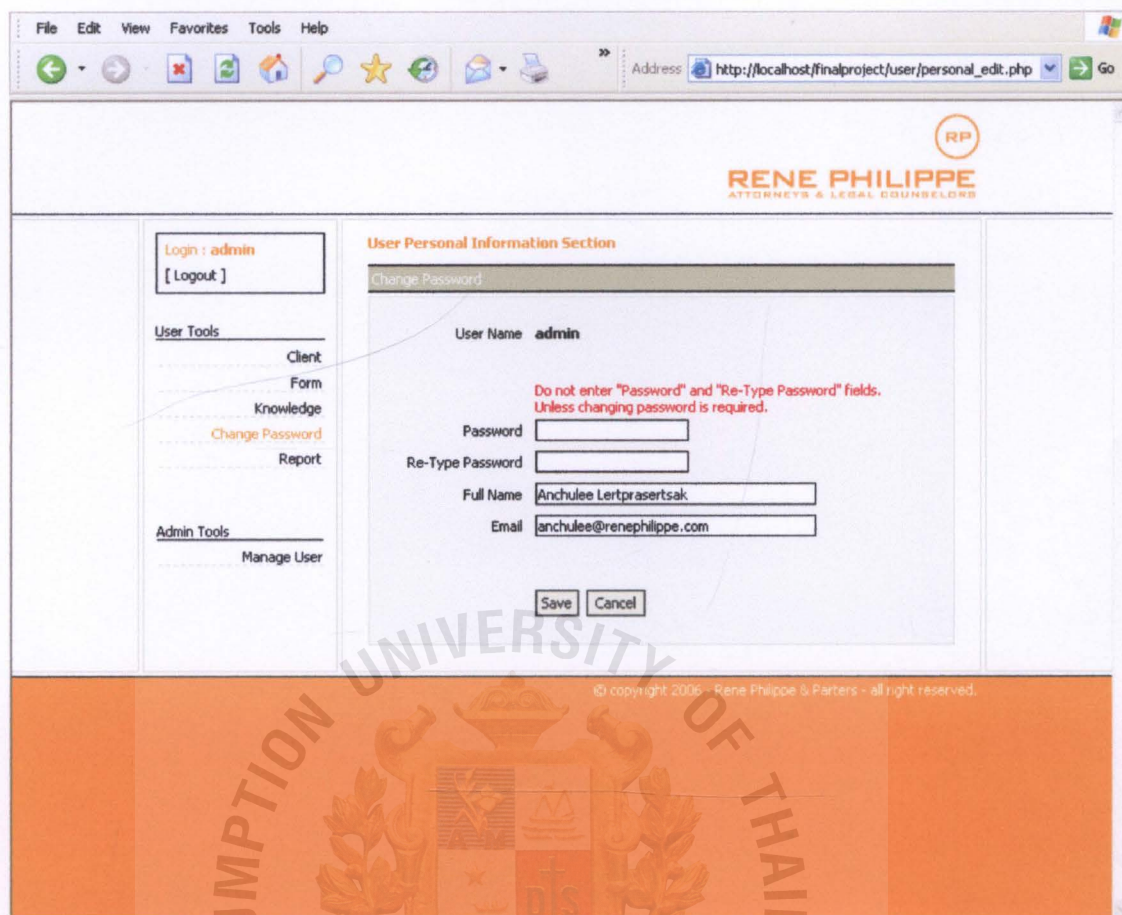 File Edit View Favorites Tools Help
» Address http://localhost/finalproject/user/personal_edit.php Go
RP
RENE PHILIPPE
ATTORNEYS & LEGAL COUNSELORS
Login : admin
[ Logout ]
User Tools
Client
Form
Knowledge
Change Password
Report
Admin Tools
Manage User
User Personal Information Section
Change Password
User Name admin
Do not enter "Password" and "Re-Type Password" fields.
Unless changing password is required.
Password
Re-Type Password
Full Name Anchulee Lertprasertsak
Email anchulee@renephilippe.com
Save Cancel
© copyright 2006 - Rene Philippe & Parters - all right reserved.
UMPTION UNIVERSITY OF THAI
A M
DS